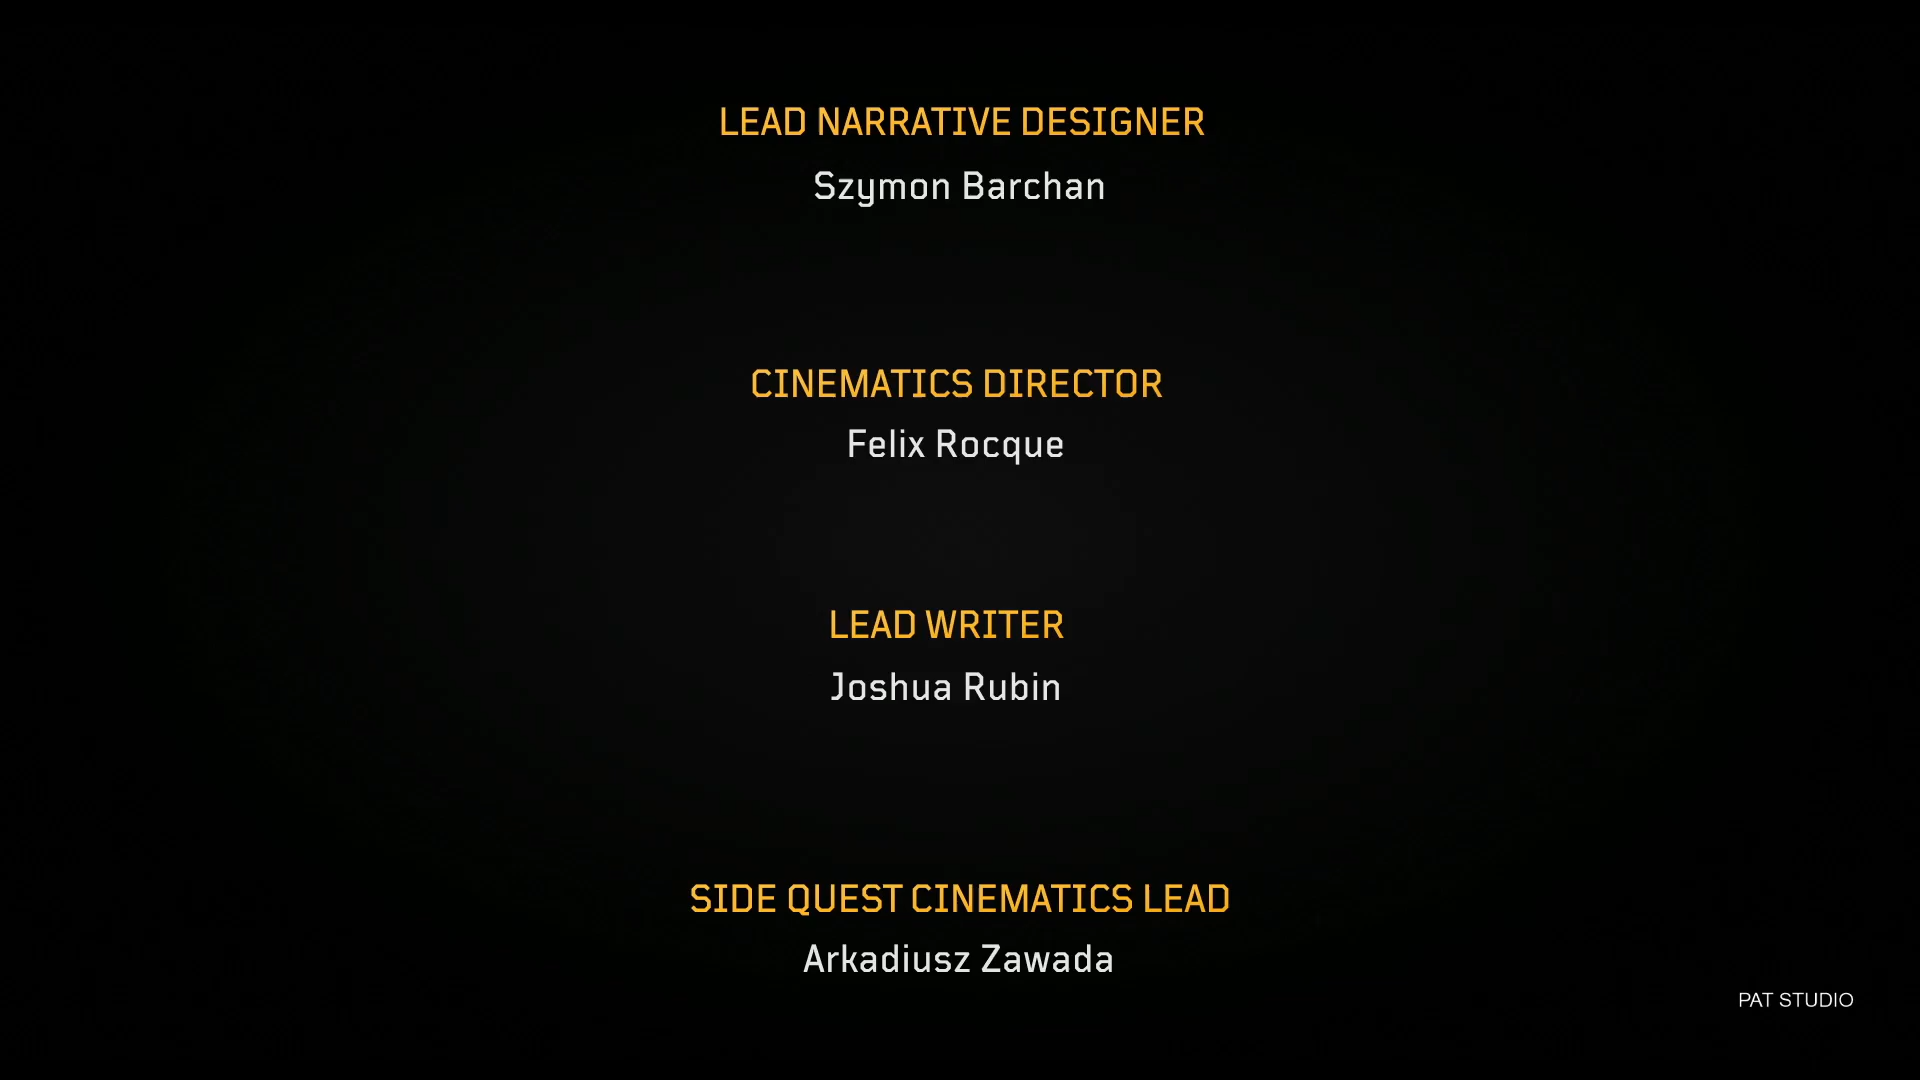 LEAD NARRATIVE DESIGNER
Szymon Barchan
CINEMATICS DIRECTOR
Felix Rocque
LEAD WRITER
Joshua Rubin
SIDE QUEST CINEMATICS LEAD
Arkadiusz Zawada
PAT STUDIO